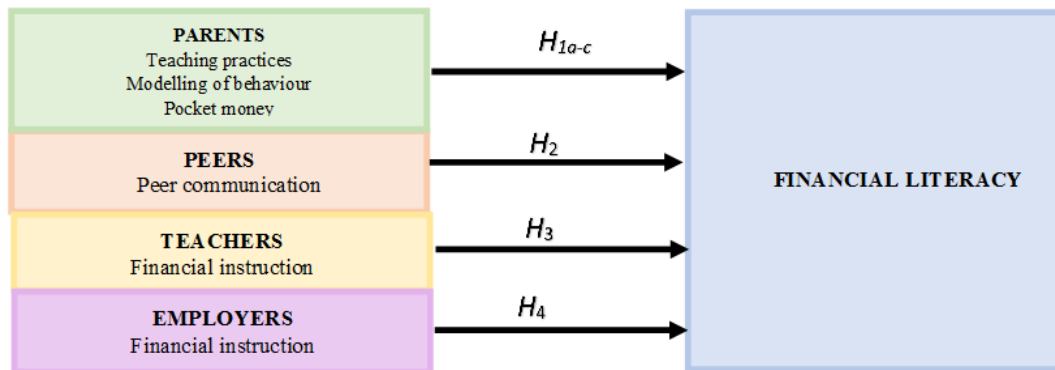 PARENTS
Teaching practices
Modelling of behaviour
Pocket money
H1a-c
PEERS
Peer communication
H2
TEACHERS
Financial instruction
H3
EMPLOYERS
Financial instruction
H4
FINANCIAL LITERACY